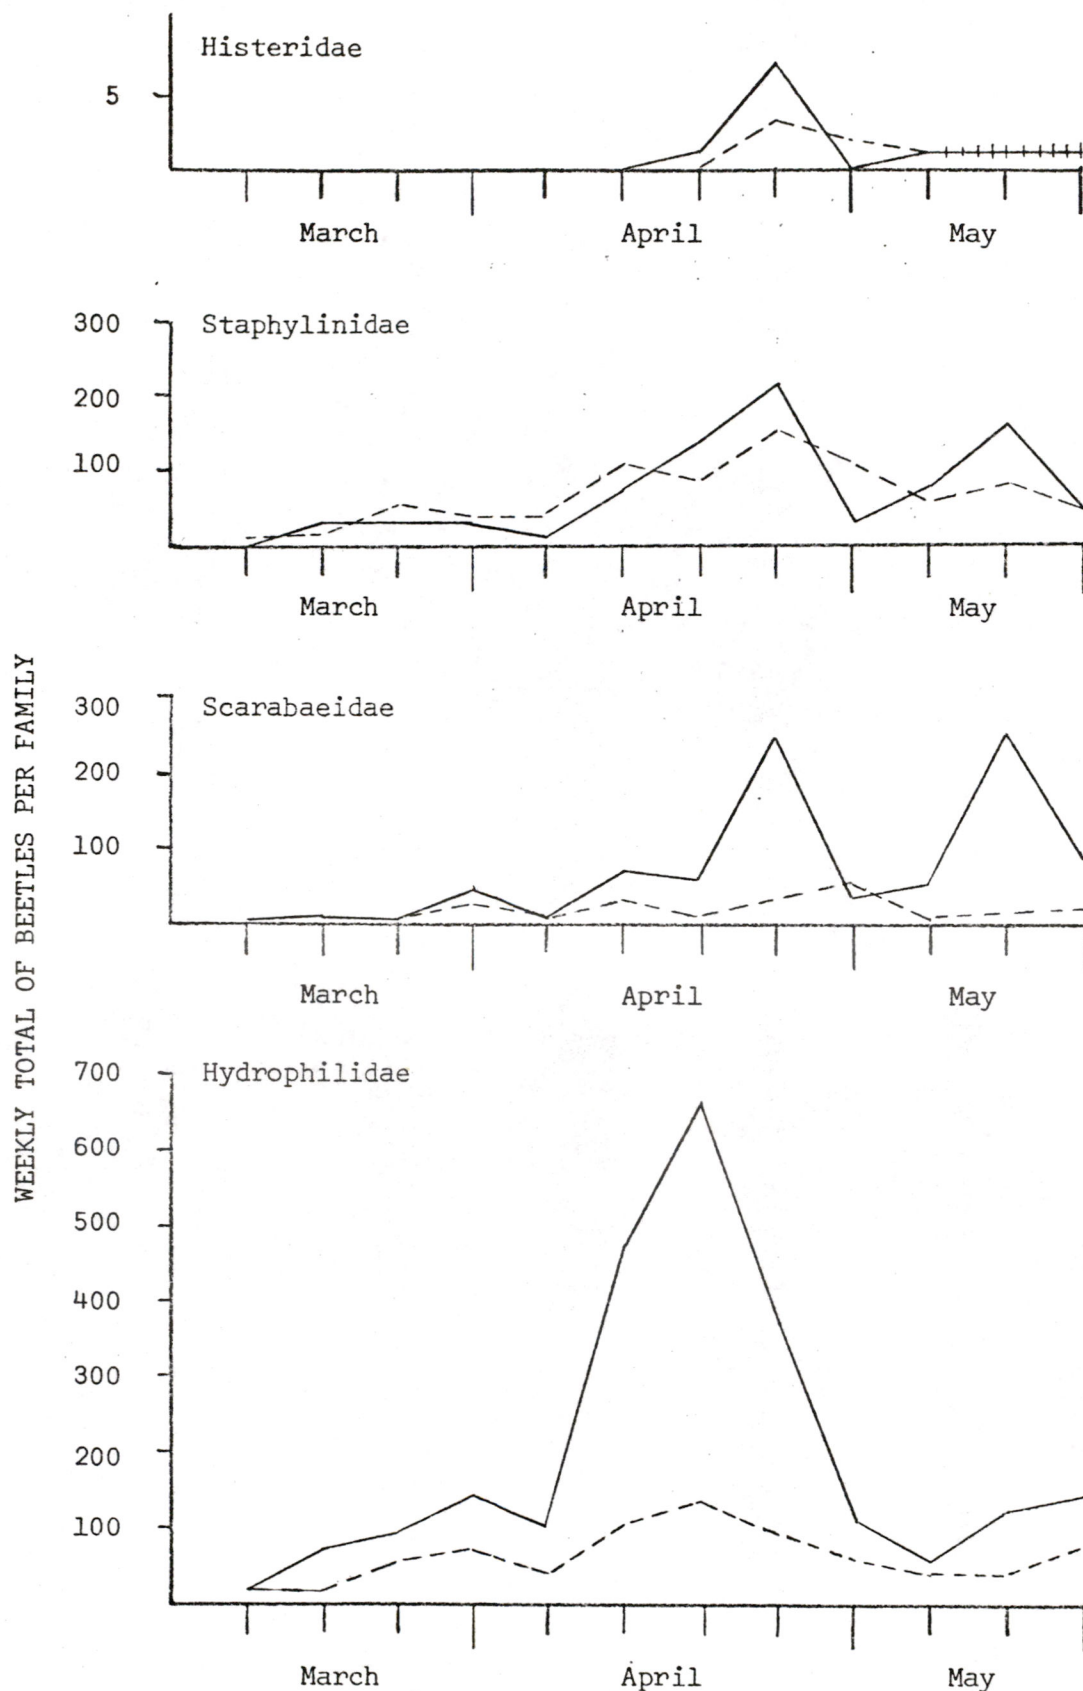 WEEKLY TOTAL OF BEETLES PER FAMILY
Histeridae
5
March April May
Staphylinidae
300
200
100
March April May
Scarabaeidae
300
200
100
March April May
Hydrophilidae
700
600
500
400
300
200
100
March April May